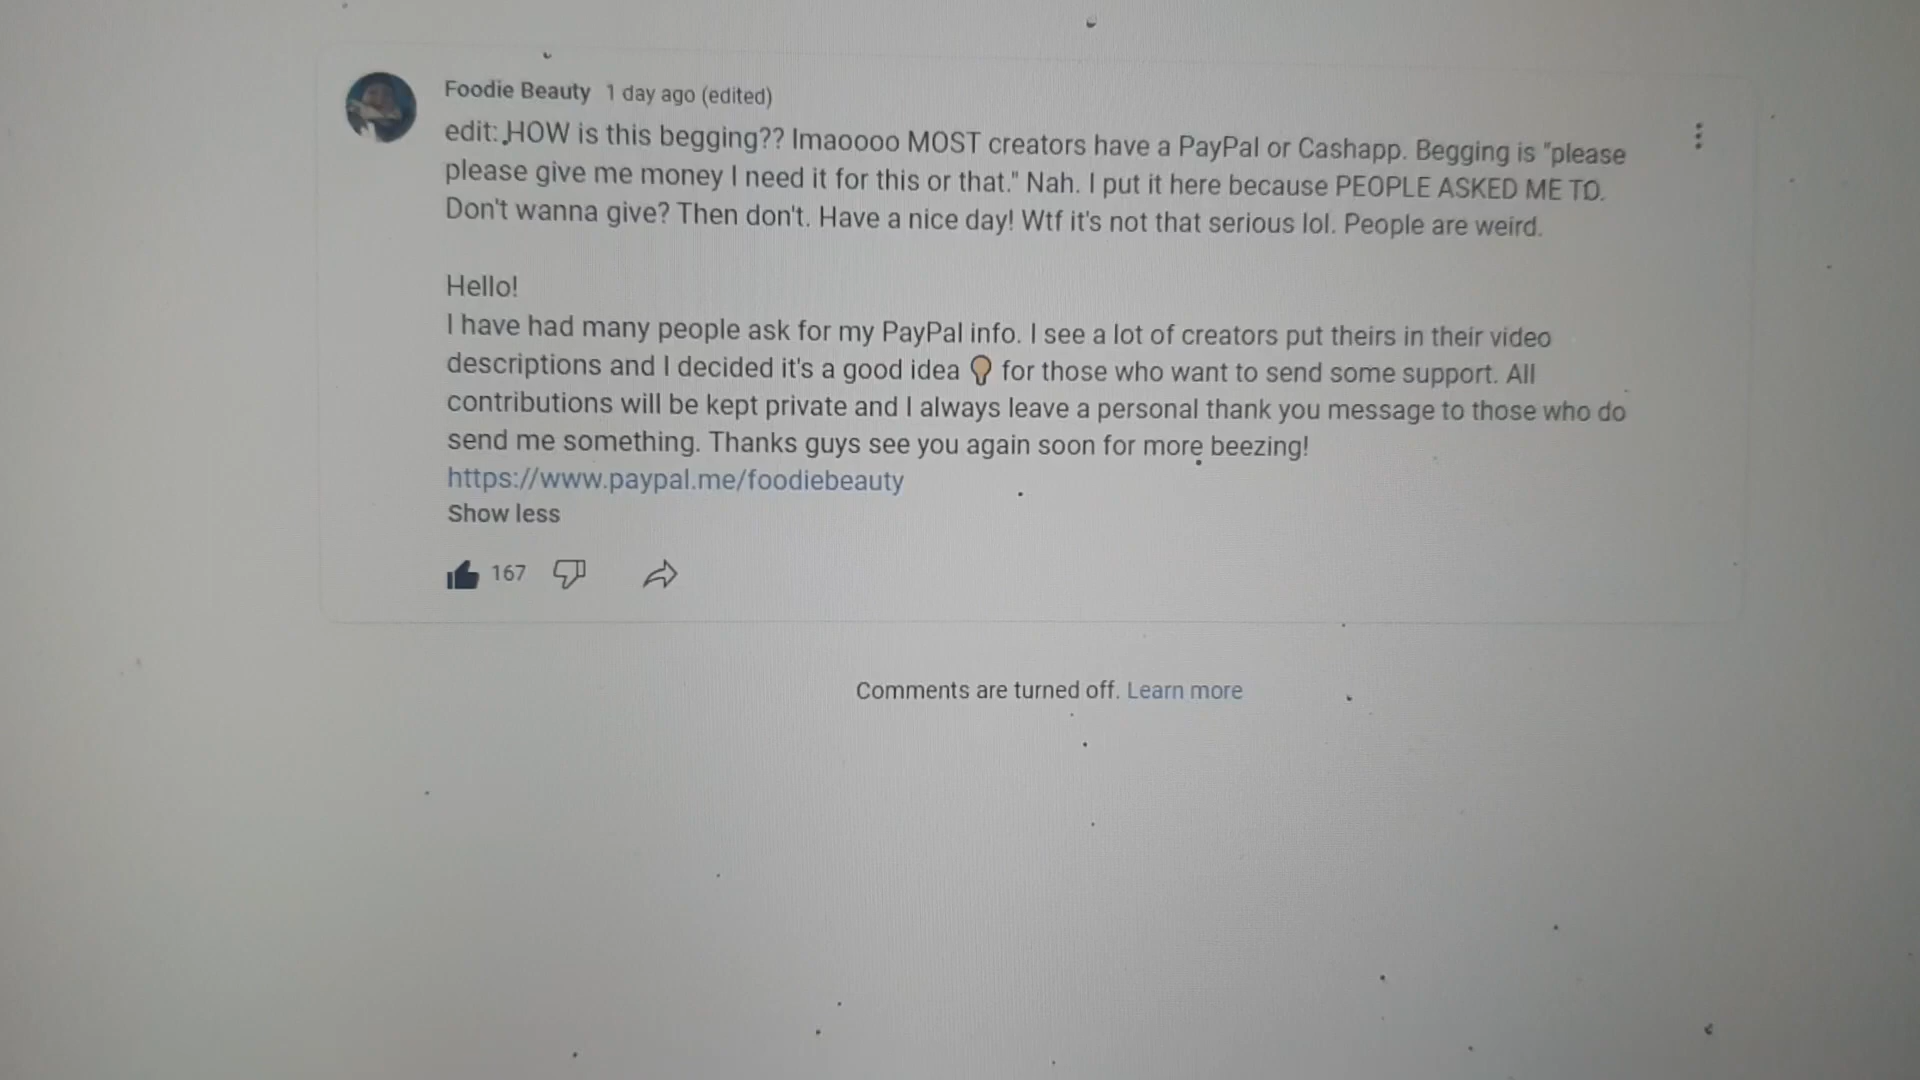 Foodie Beauty 1 day ago (edited)
edit: HOW is this begging?? lmaoooo MOST creators have a PayPal or Cashapp. Begging is "please
please give me money I need it for this or that." Nah. I put it here because PEOPLE ASKED ME TO.
Don't wanna give? Then don't. Have a nice day! Wtf it's not that serious lol. People are weird.
Hello!
I have had many people ask for my PayPal info. I see a lot of creators put theirs in their video
descriptions and I decided it's a good idea for those who want to send some support. All
contributions will be kept private and I always leave a personal thank you message to those who do
send me something. Thanks guys see you again soon for more beezing!
https://www.paypal.me/foodiebeauty
Show less
167
Comments are turned off. Learn more